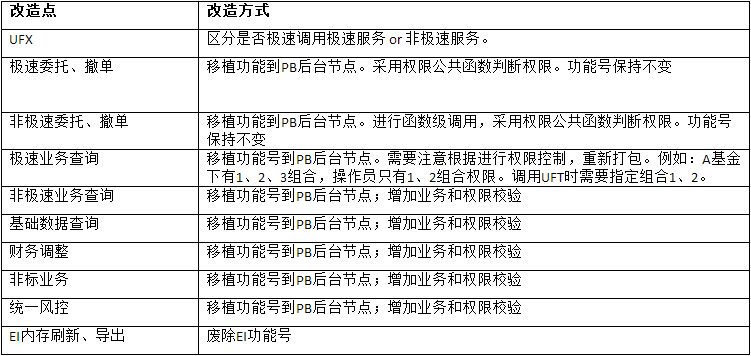 改造点
改造方式
UFX
区分是否极速调用极速服务 or 非极速服务。
极速委托、撤单
移植功能到PB后台节点。采用权限公共函数判断权限。功能号保持不变
非极速委托、撤单
移植功能到PB后台节点。进行函数级调用，采用权限公共函数判断权限。功能号
保持不变
极速业务查询
移植功能号到PB后台节点。需要注意根据进行权限控制，重新打包。例如：A基金
下有1、2、3组合，操作员只有1、2组合权限。调用UFT时需要指定组合1、2。
非极速业务查询
移植功能号到PB后台节点；增加业务和权限校验
基础数据查询
移植功能号到PB后台节点；增加业务和权限校验
财务调整
移植功能号到PB后台节点；增加业务和权限校验
非标业务
移植功能号到PB后台节点；增加业务和权限校验
统一风控
移植功能号到PB后台节点；增加业务和权限校验
EI内存刷新、导出
废除EI功能号